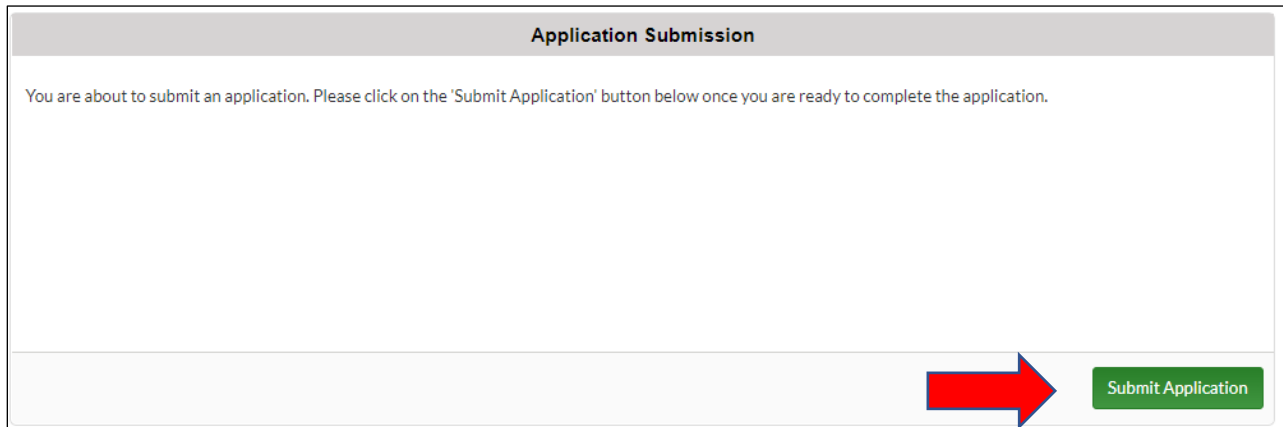 Application Submission
You are about to submit an application. Please click on the 'Submit Application' button below once you are ready to complete the application.
Submit Application